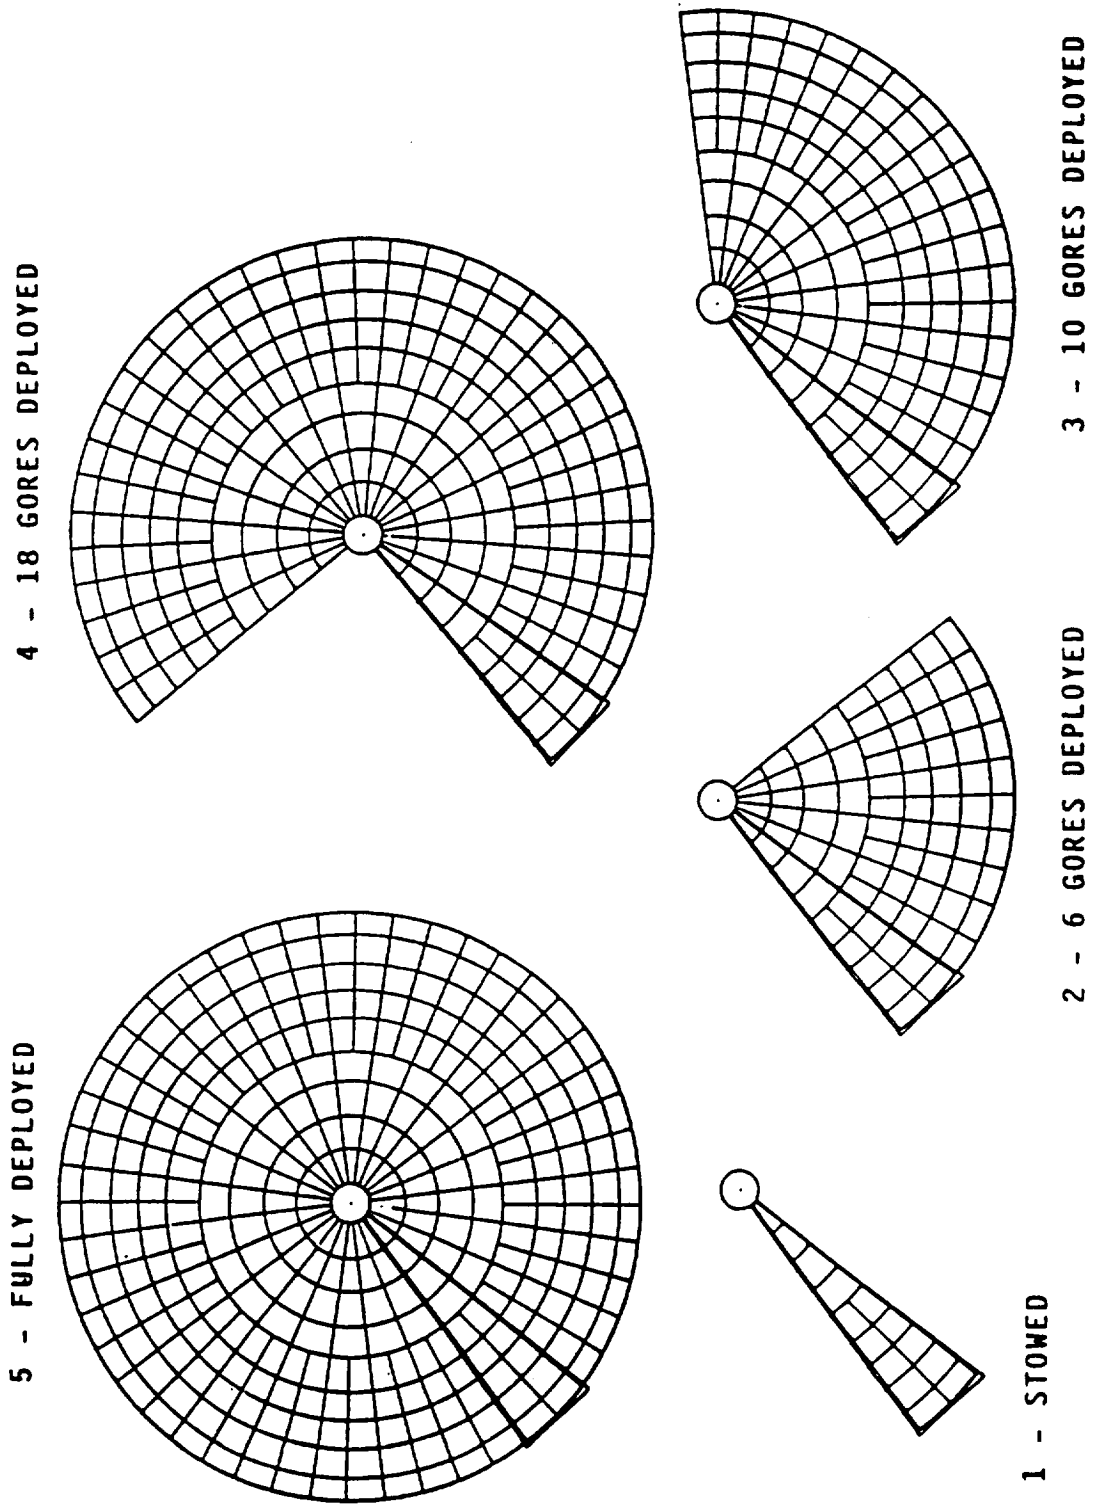 1 - STOWED
2 - 6 GORES DEPLOYED
3 - 10 GORES DEPLOYED
4 - 18 GORES DEPLOYED
5 - FULLY DEPLOYED